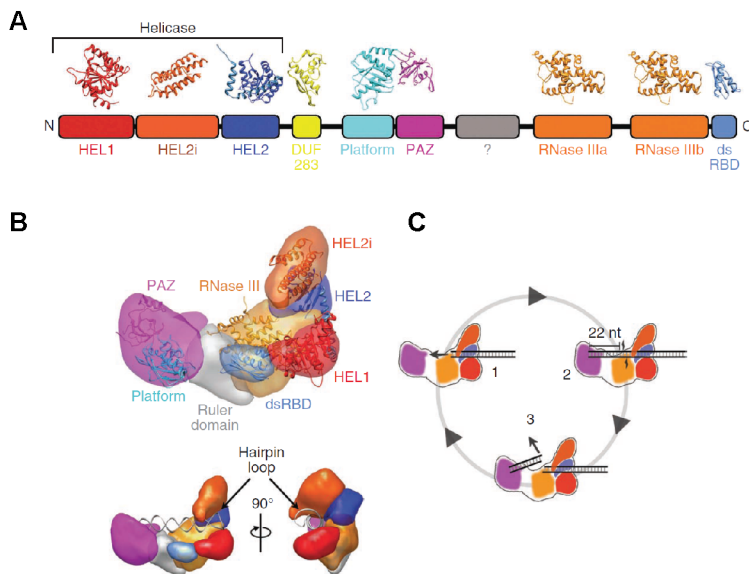 A
Helicase
N
C
HEL1
HEL2i
HEL2
DUF
283
Platform
PAZ
?
RNase IIIa
RNase IIIb
ds
RBD
B
HEL2i
PAZ
RNase III
HEL2
Platform
HEL1
Ruler
domain
dsRBD
Hairpin
loop
90°
C
22 nt
1
2
3